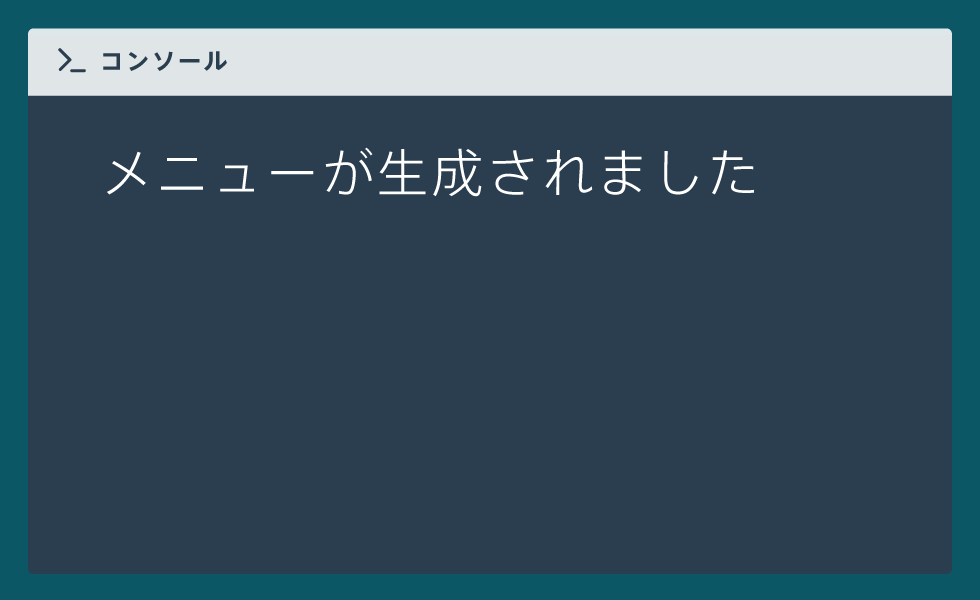 コンソール
メニューが生成されました